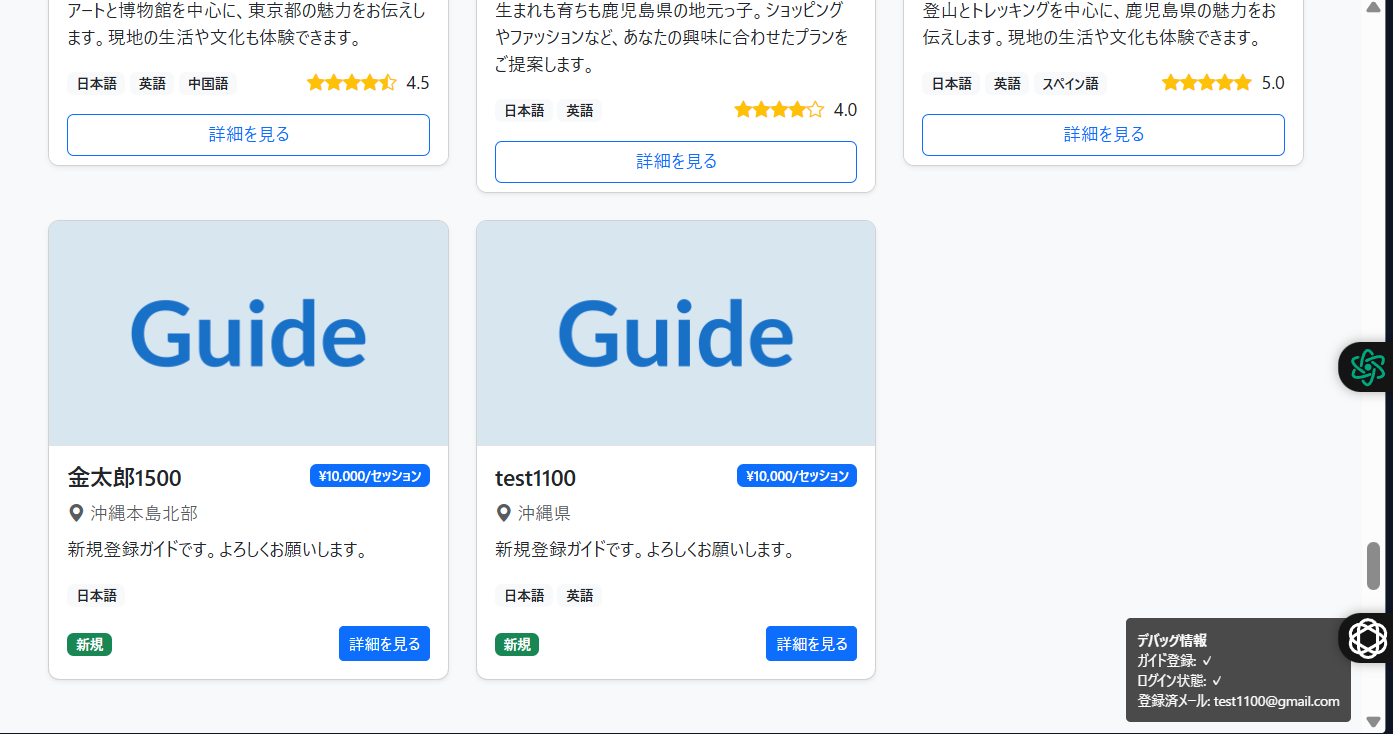 アートと博物館を中心に、東京都の魅力をお伝えし
ます。現地の生活や文化も体験できます。
日本語 英語 中国語 4.5
詳細を見る
生まれも育ちも鹿児島県の地元っ子。ショッピング
やファッションなど、あなたの興味に合わせたプランを
ご提案します。
日本語 英語 4.0
詳細を見る
登山とトレッキングを中心に、鹿児島県の魅力をお
伝えします。現地の生活や文化も体験できます。
日本語 英語 スペイン語 5.0
詳細を見る
Guide
金太郎1500 ¥10,000/セッション
沖縄本島北部
新規登録ガイドです。よろしくお願いします。
日本語
新規 詳細を見る
Guide
test1100 ¥10,000/セッション
沖縄県
新規登録ガイドです。よろしくお願いします。
日本語 英語
新規 詳細を見る
デバッグ情報
ガイド登録: ✓
ログイン状態: ✓
登録済メール: test1100@gmail.com